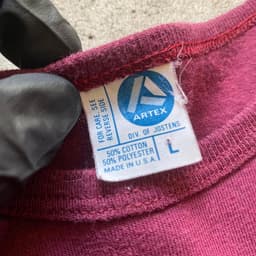 FOR CARE, SEE
REVERSE SIDE
ARTEX
DIV. OF JOSTENS
50% COTTON
50% POLYESTER
MADE IN U.S.A.
L